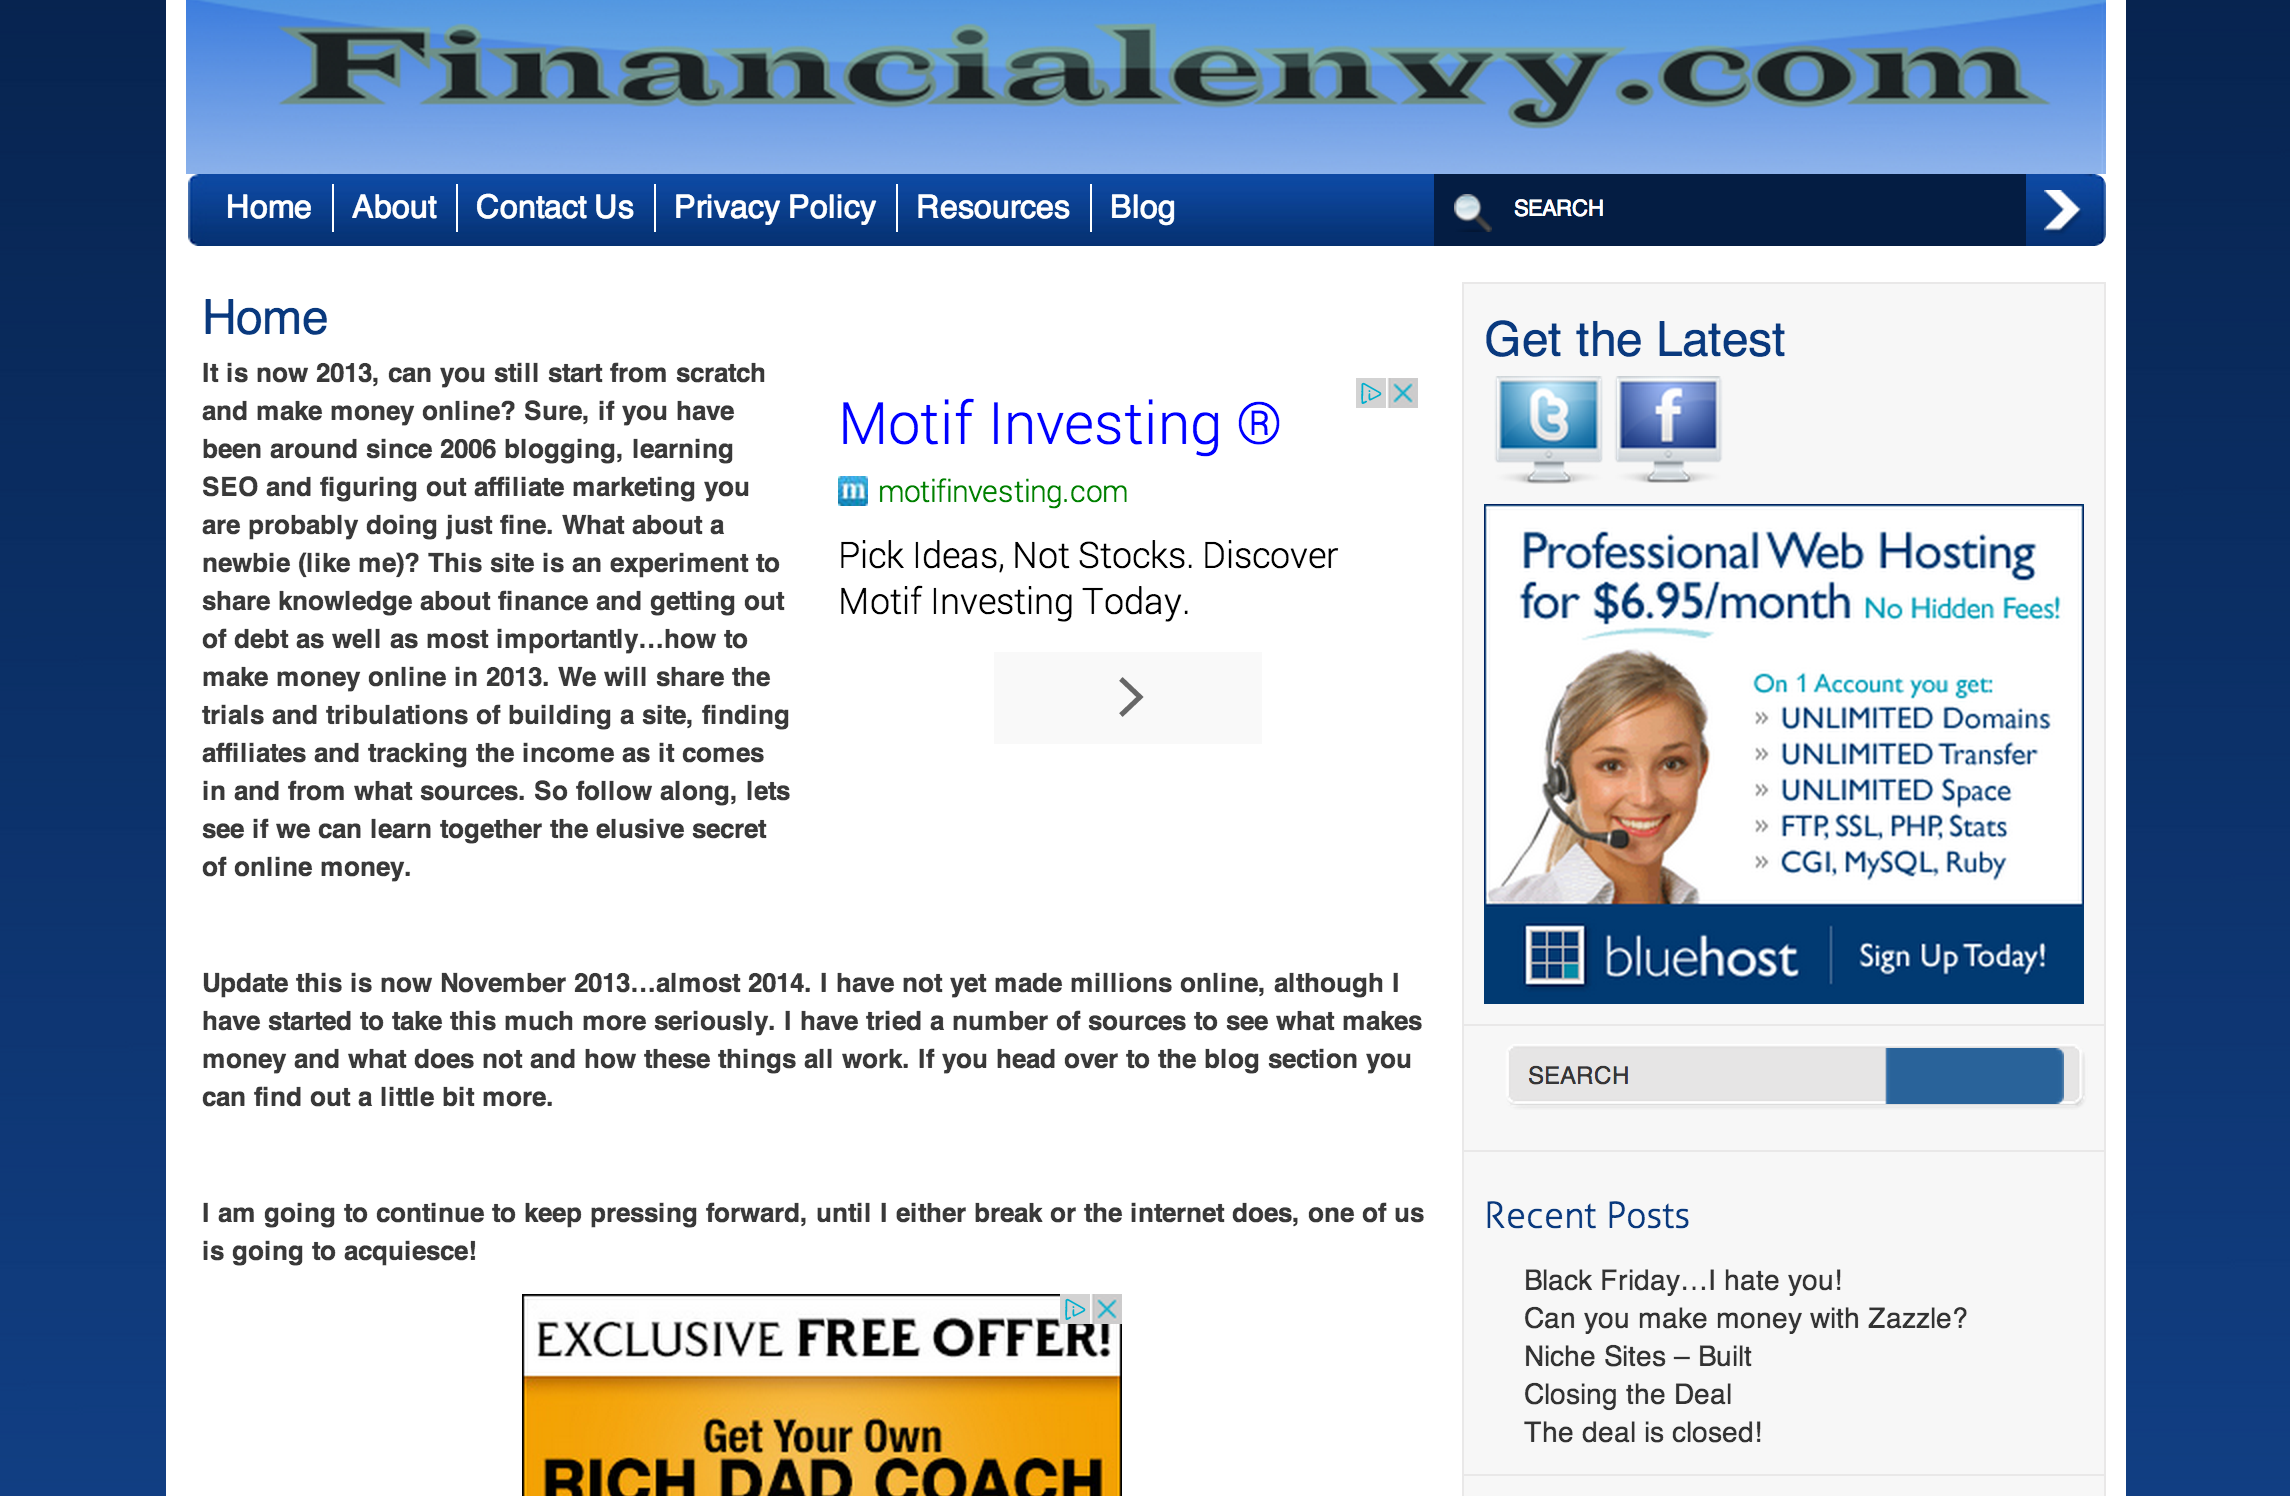 Financialenvy.com
Home
About
Contact Us
Privacy Policy
Resources
Blog
SEARCH
Home
It is now 2013, can you still start from scratch
and make money online? Sure, if you have
been around since 2006 blogging, learning
SEO and figuring out affiliate marketing you
are probably doing just fine. What about a
newbie (like me)? This site is an experiment to
share knowledge about finance and getting out
of debt as well as most importantly…how to
make money online in 2013. We will share the
trials and tribulations of building a site, finding
affiliates and tracking the income as it comes
in and from what sources. So follow along, lets
see if we can learn together the elusive secret
of online money.
Motif Investing ®
m motifinvesting.com
Pick Ideas, Not Stocks. Discover
Motif Investing Today.
Update this is now November 2013…almost 2014. I have not yet made millions online, although I
have started to take this much more seriously. I have tried a number of sources to see what makes
money and what does not and how these things all work. If you head over to the blog section you
can find out a little bit more.
I am going to continue to keep pressing forward, until I either break or the internet does, one of us
is going to acquiesce!
EXCLUSIVE FREE OFFER!
Get Your Own
RICH DAD COACH
Get the Latest
t f
Professional Web Hosting
for $6.95/month No Hidden Fees!
On 1 Account you get:
» UNLIMITED Domains
» UNLIMITED Transfer
» UNLIMITED Space
» FTP, SSL, PHP, Stats
» CGI, MySQL, Ruby
bluehost
Sign Up Today!
SEARCH
Recent Posts
Black Friday…I hate you!
Can you make money with Zazzle?
Niche Sites – Built
Closing the Deal
The deal is closed!